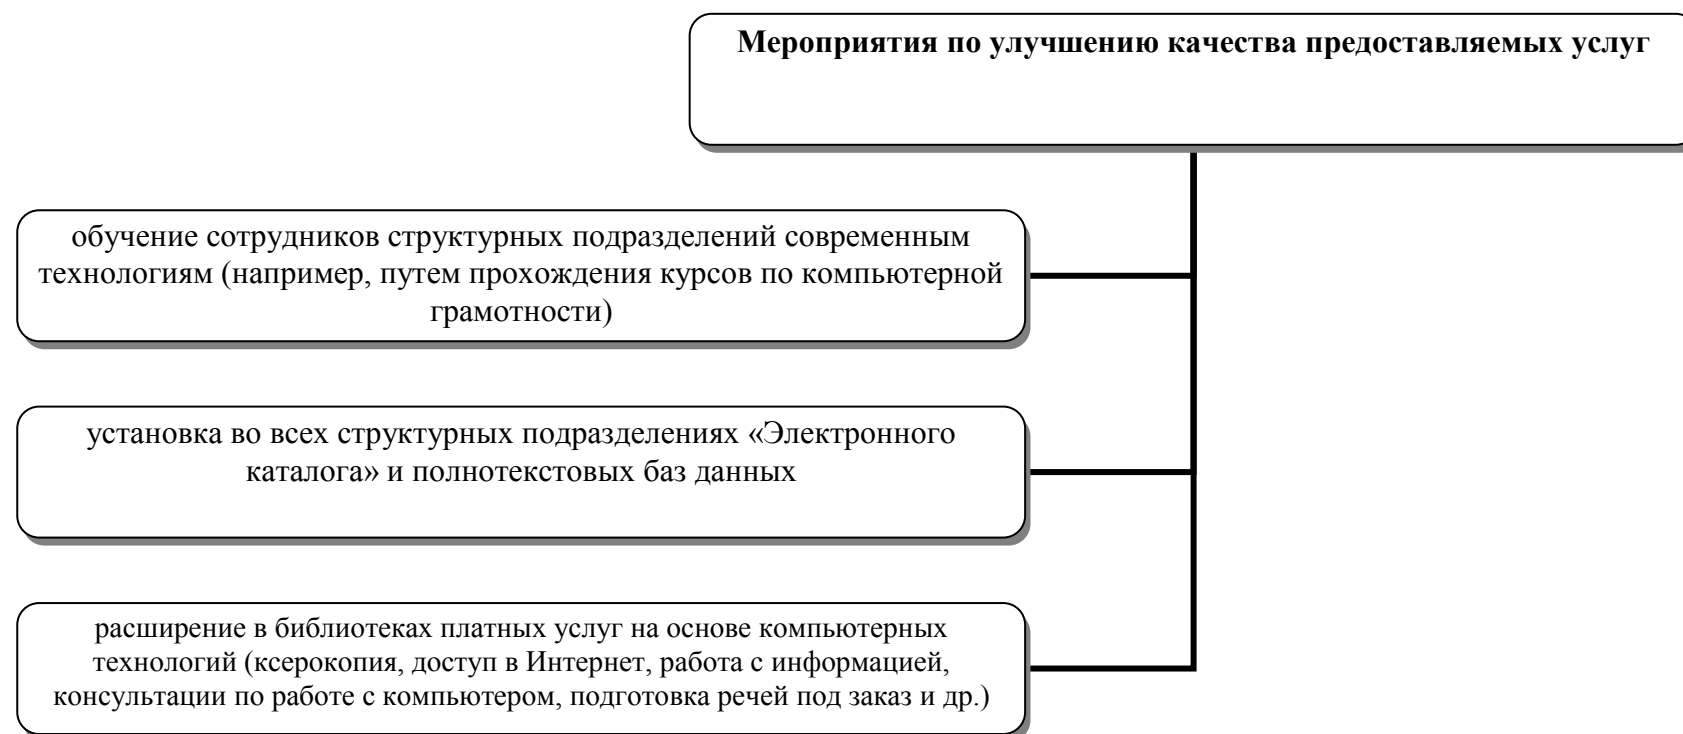 Мероприятия по улучшению качества предоставляемых услуг
обучение сотрудников структурных подразделений современным
технологиям (например, путем прохождения курсов по компьютерной
грамотности)
установка во всех структурных подразделениях «Электронного
каталога» и полнотекстовых баз данных
расширение в библиотеках платных услуг на основе компьютерных
технологий (ксерокопия, доступ в Интернет, работа с информацией,
консультации по работе с компьютером, подготовка речей под заказ и др.)